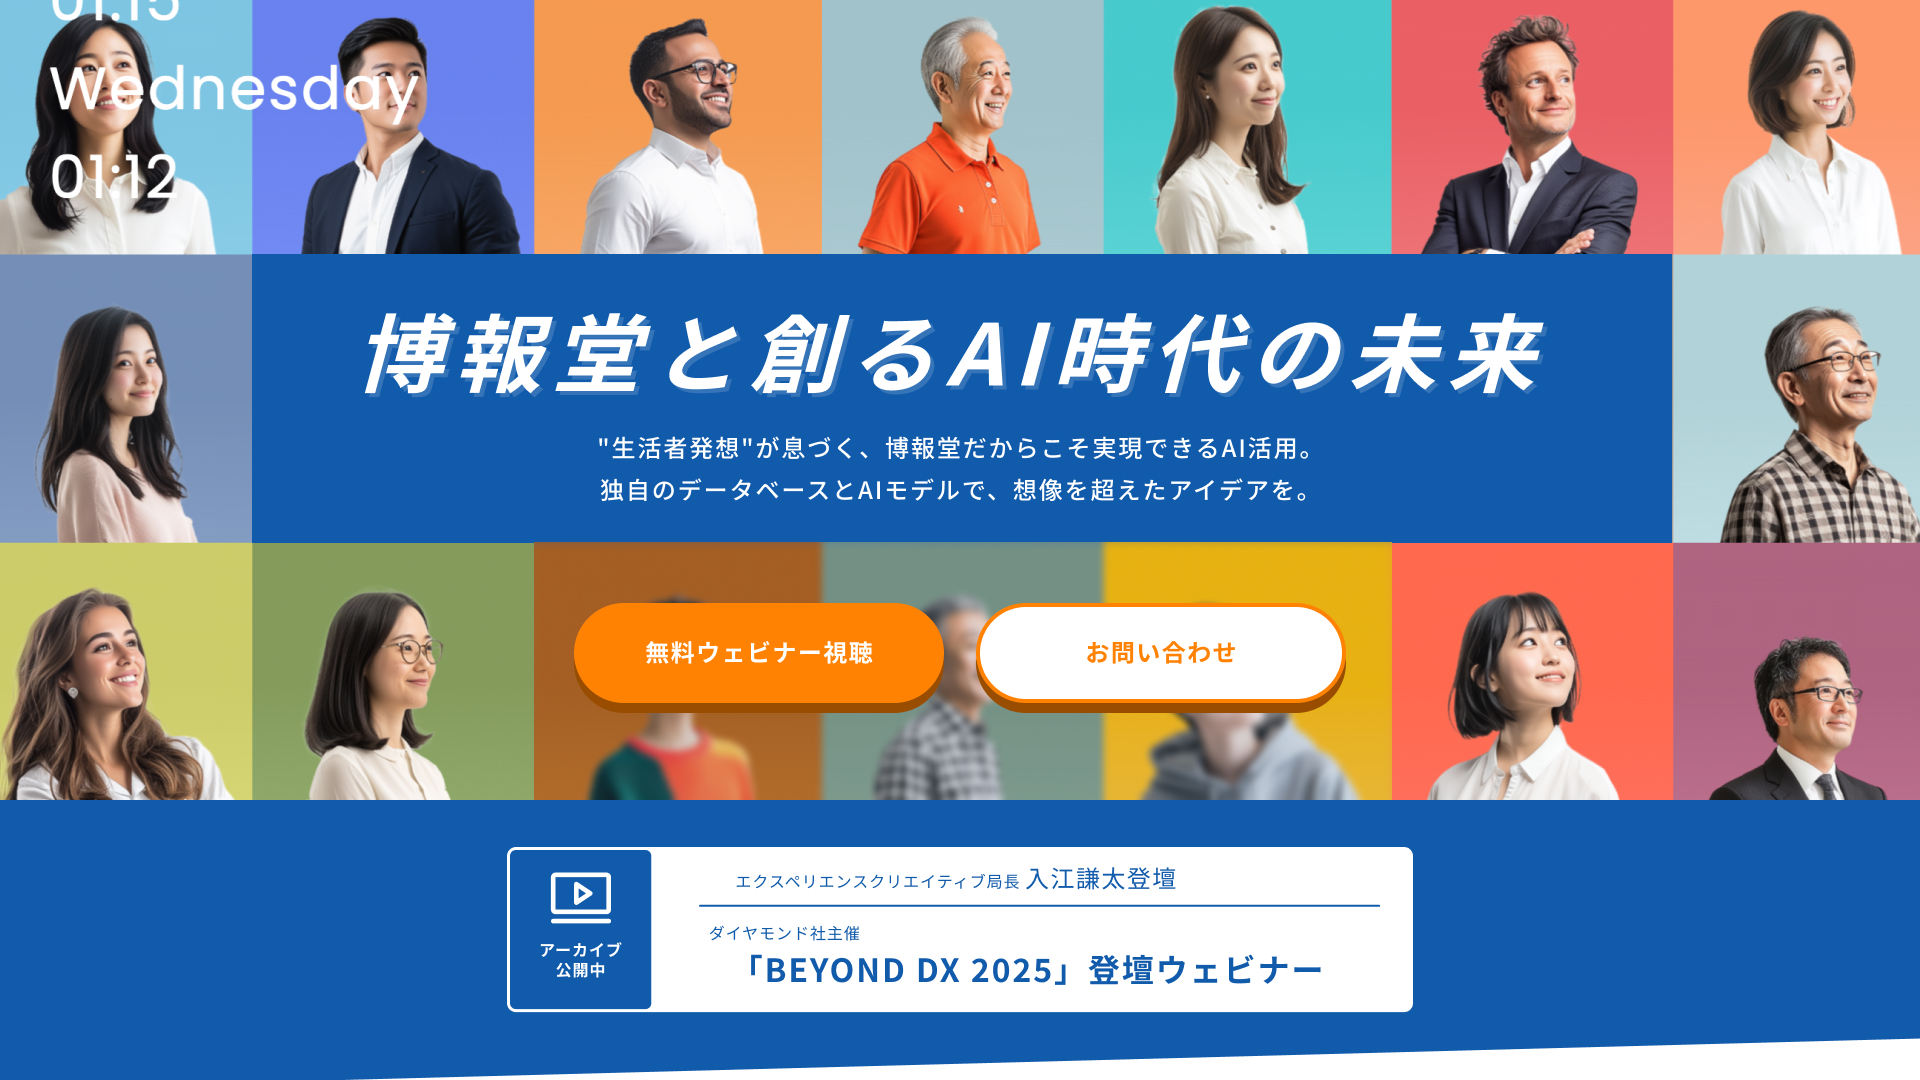 01:15
Wednesday
01:12
博報堂と創るAI時代の未来
"生活者発想"が息づく、博報堂だからこそ実現できるAI活用。
独自のデータベースとAIモデルで、想像を超えたアイデアを。
無料ウェビナー視聴
お問い合わせ
エクスペリエンスクリエイティブ局長 入江謙太登壇
アーカイブ
公開中
ダイヤモンド社主催
「BEYOND DX 2025」登壇ウェビナー